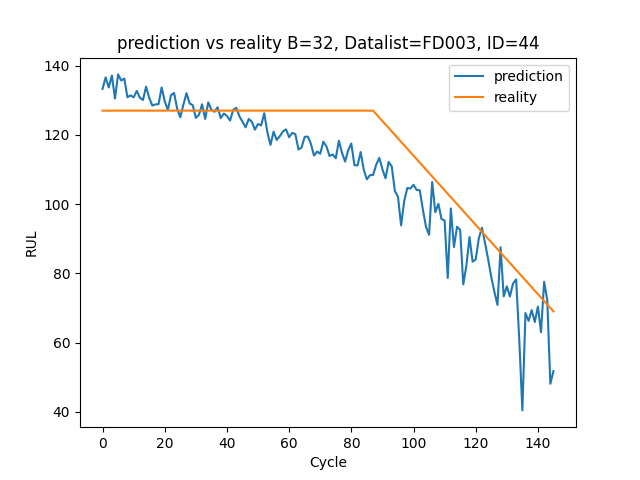 prediction vs reality B=32, Datalist=FD003, ID=44
prediction
reality
140
120
100
80
60
40
RUL
0 20 40 60 80 100 120 140
Cycle